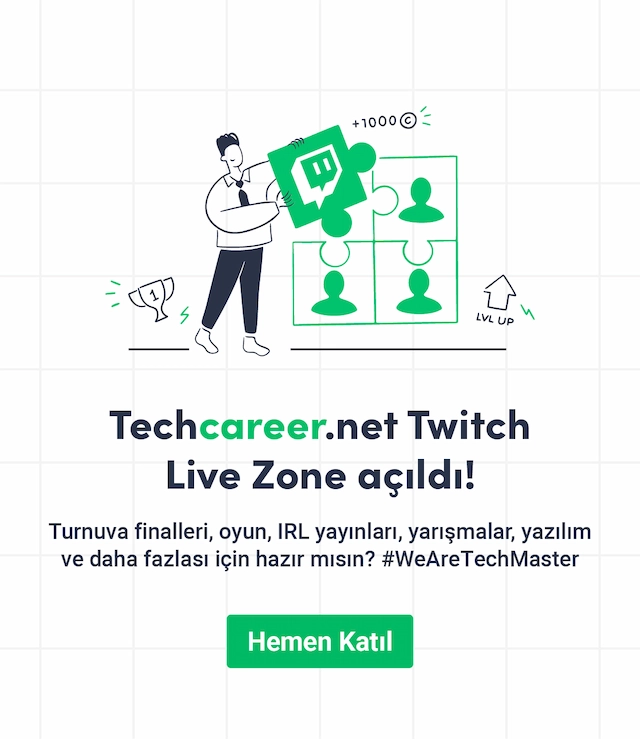 +1000 C
1
LVL UP
Techcareer.net Twitch
Live Zone açıldı!
Turnuva finalleri, oyun, IRL yayınları, yarışmalar, yazılım
ve daha fazlası için hazır mısın? #WeAreTechMaster
Hemen Katıl